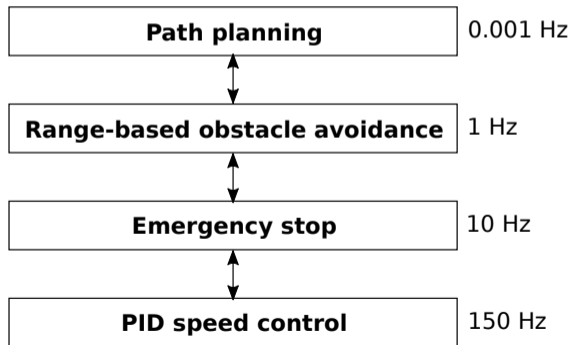 Path planning 0.001 Hz
Range-based obstacle avoidance 1 Hz
Emergency stop 10 Hz
PID speed control 150 Hz